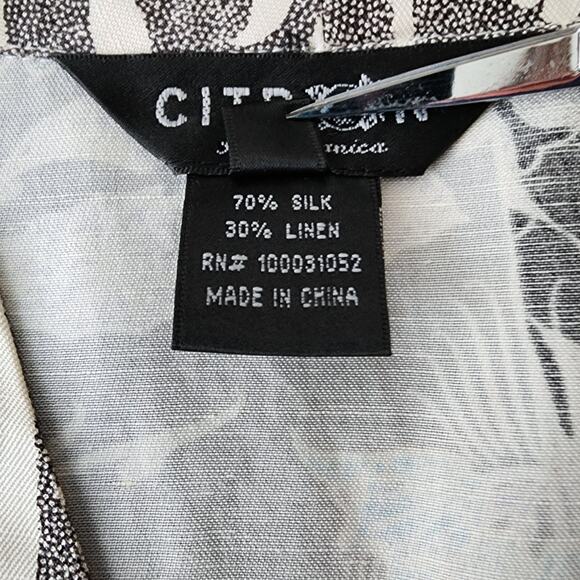 70% SILK
30% LINEN
RN# 100031052
MADE IN CHINA